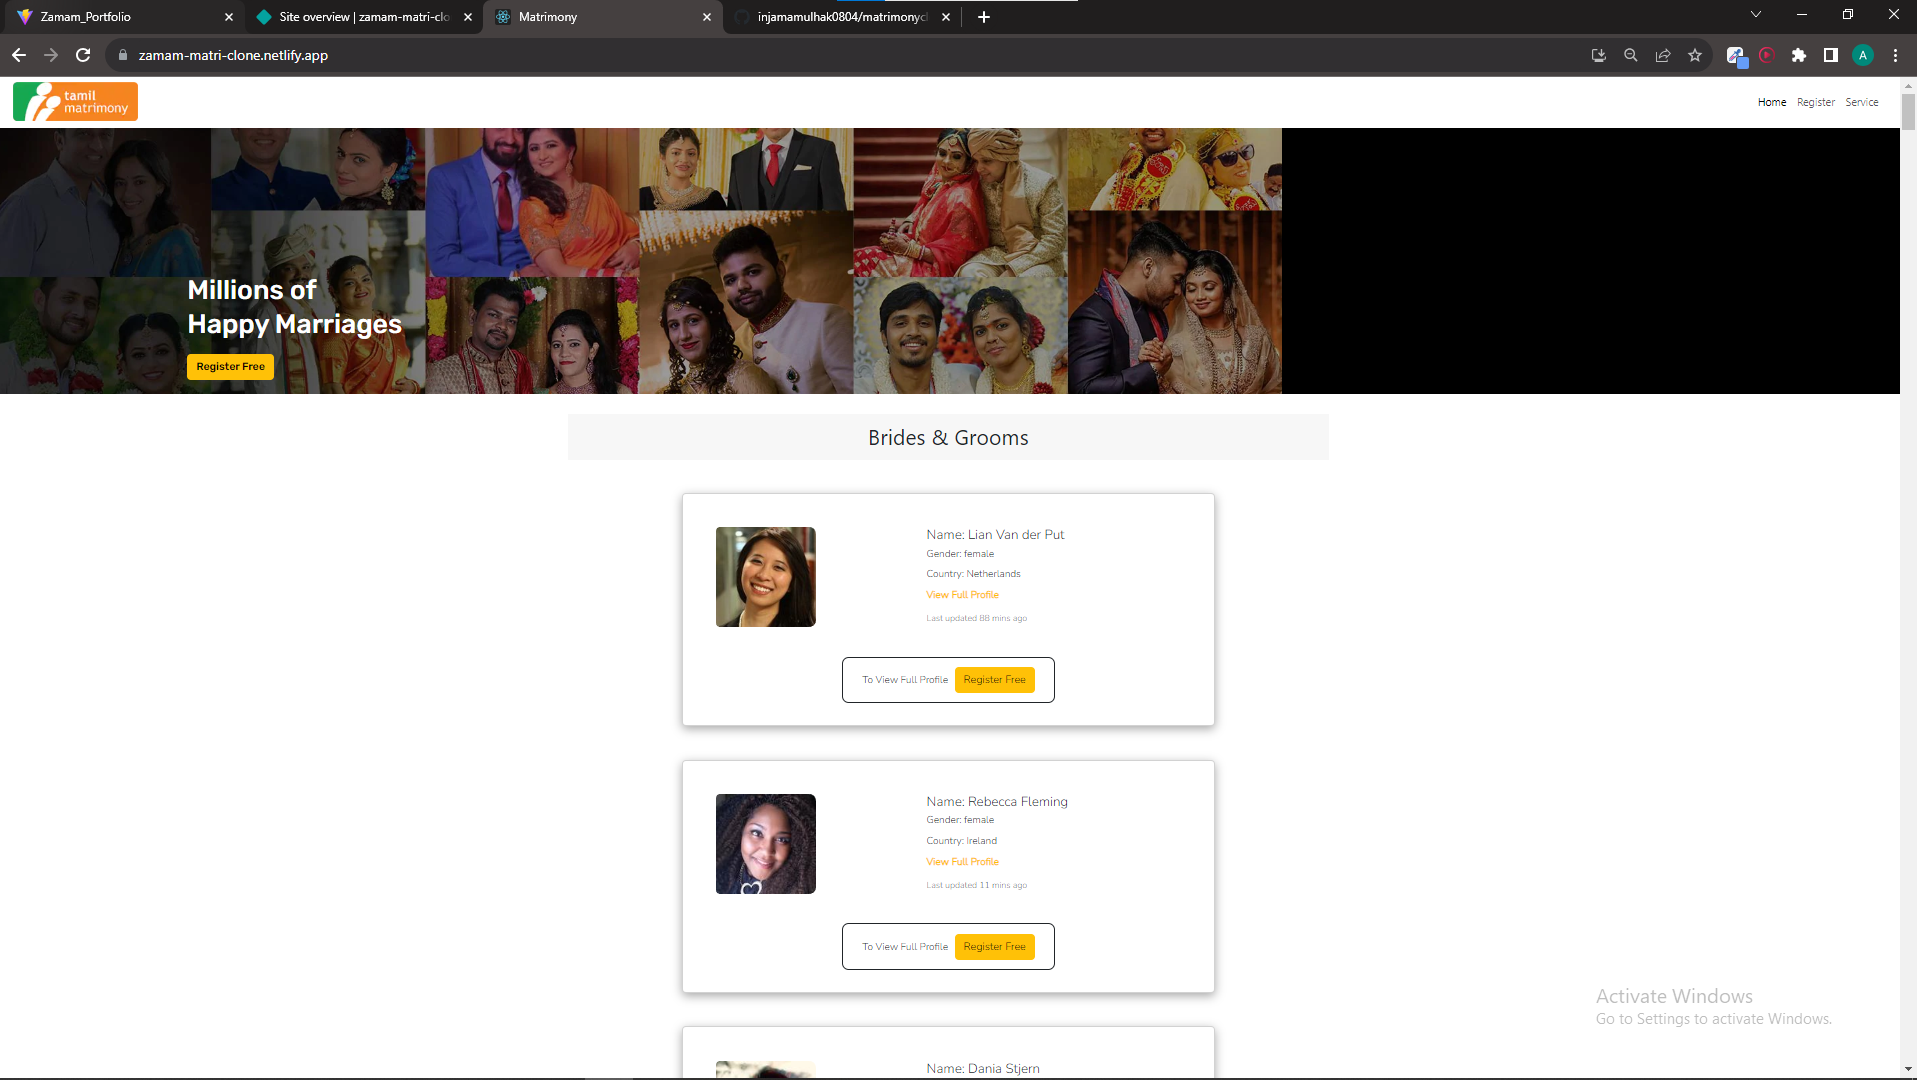 Zamam_Portfolio
Site overview | zamam-matri-clo
Matrimony
injamamulhak0804/matrimonycl
zamam-matri-clone.netlify.app
A
tamil
matrimony
Home Register Service
Millions of
Happy Marriages
Register Free
Brides & Grooms
Name: Lian Van der Put
Gender: female
Country: Netherlands
View Full Profile
Last updated 88 mins ago
To View Full Profile Register Free
Name: Rebecca Fleming
Gender: female
Country: Ireland
View Full Profile
Last updated 11 mins ago
To View Full Profile Register Free
Activate Windows
Go to Settings to activate Windows.
Name: Dania Stjern